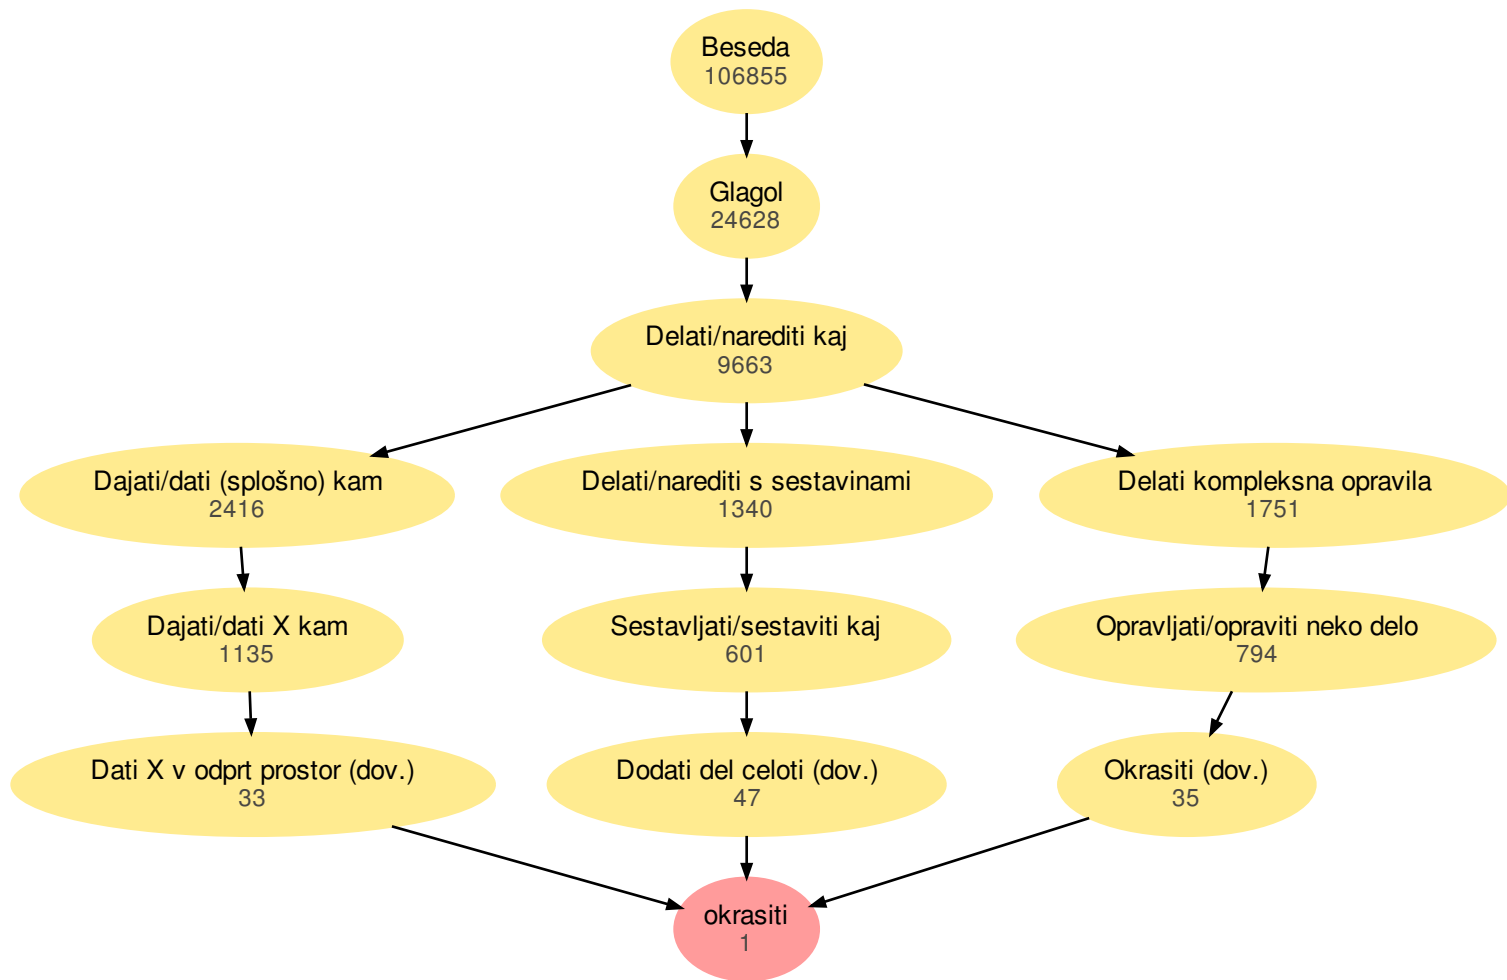 Beseda
106855
Glagol
24628
Delati/narediti kaj
9663
Dajati/dati (splošno) kam
2416
Delati/narediti s sestavinami
1340
Delati kompleksna opravila
1751
Dajati/dati X kam
1135
Sestavljati/sestaviti kaj
601
Opravljati/opraviti neko delo
794
Dati X v odprt prostor (dov.)
33
Dodati del celoti (dov.)
47
Okrasiti (dov.)
35
okrasiti
1